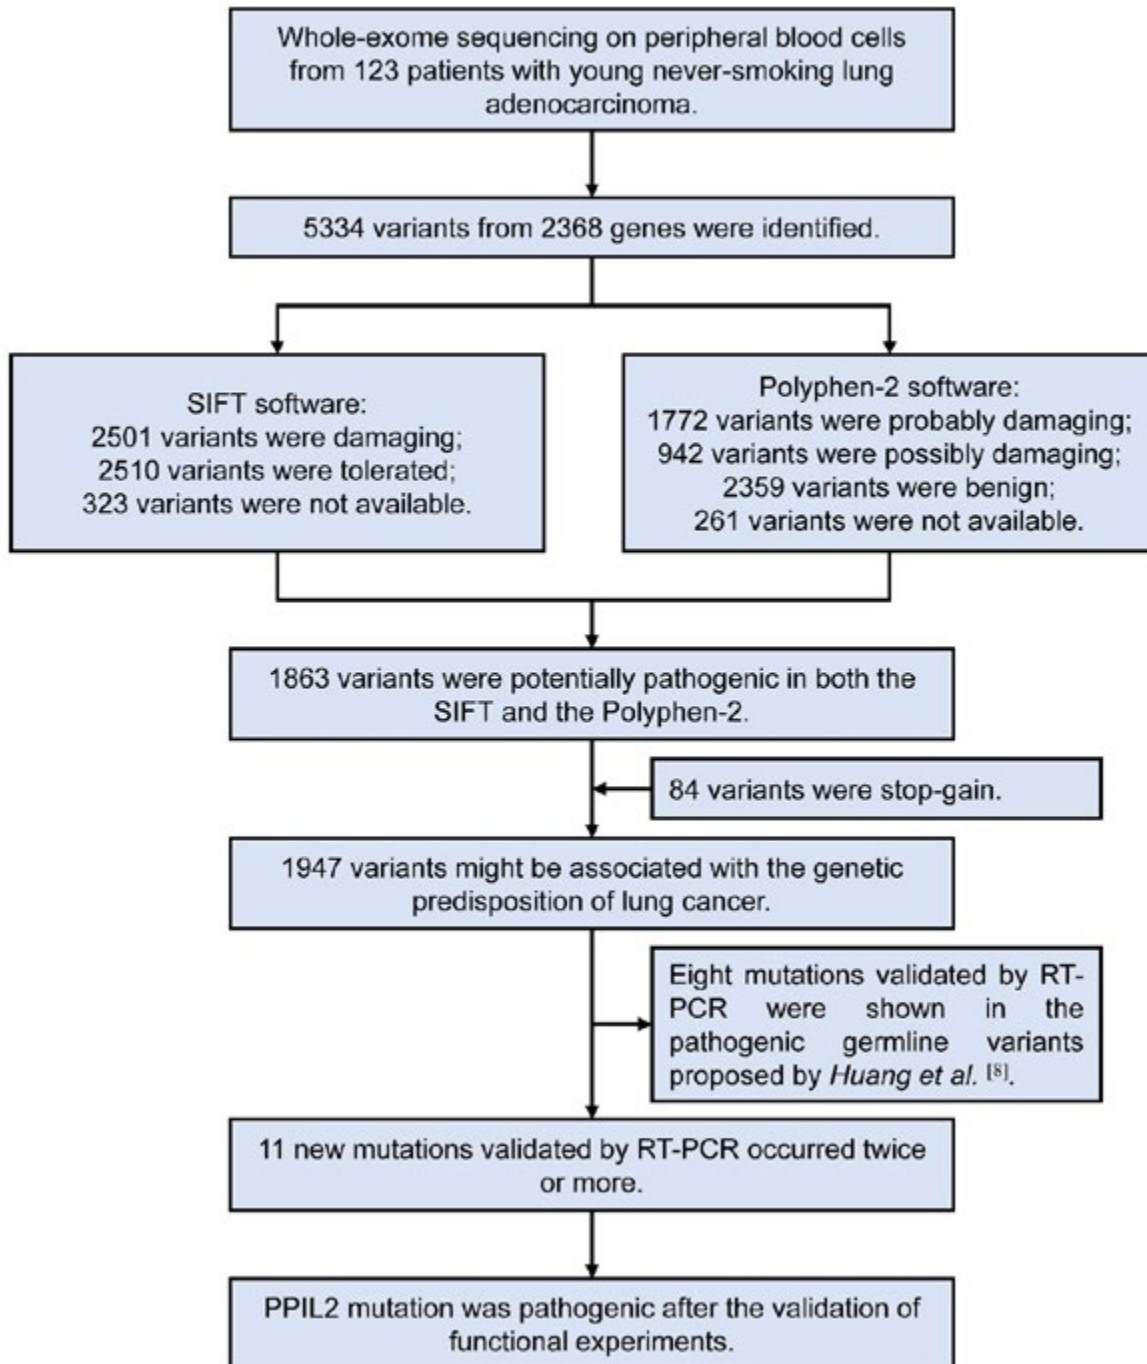 Whole-exome sequencing on peripheral blood cells
from 123 patients with young never-smoking lung
adenocarcinoma.
5334 variants from 2368 genes were identified.
SIFT software:
2501 variants were damaging;
2510 variants were tolerated;
323 variants were not available.
Polyphen-2 software:
1772 variants were probably damaging;
942 variants were possibly damaging;
2359 variants were benign;
261 variants were not available.
1863 variants were potentially pathogenic in both the
SIFT and the Polyphen-2.
84 variants were stop-gain.
1947 variants might be associated with the genetic
predisposition of lung cancer.
Eight mutations validated by RT-
PCR were shown in the
pathogenic germline variants
proposed by Huang et al. [8].
11 new mutations validated by RT-PCR occurred twice
or more.
PPIL2 mutation was pathogenic after the validation of
functional experiments.